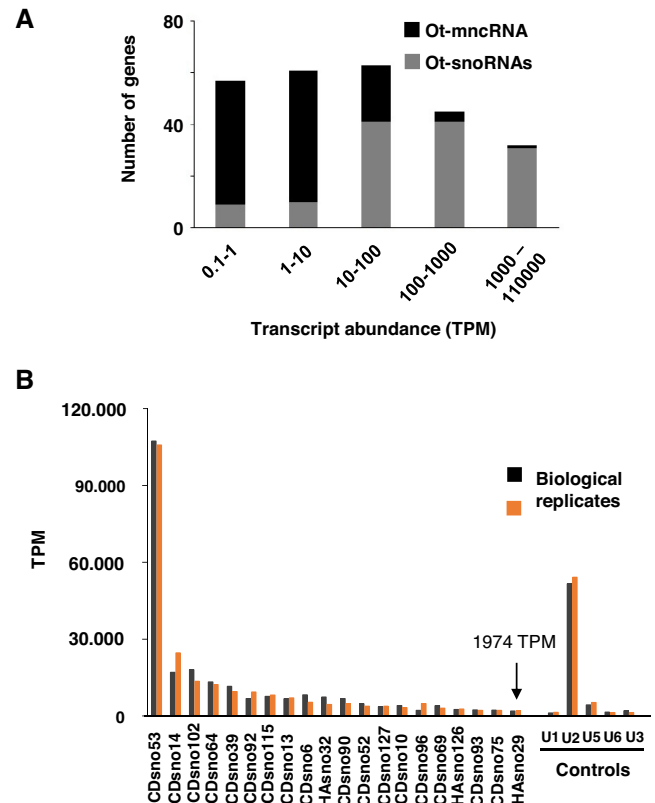 A
80
40
0
Number of genes
Ot-mncRNA
Ot-snoRNAs
0.1-1
1-10
10-100
100-1000
1000 –
110000
Transcript abundance (TPM)
B
120.000
90.000
60.000
30.000
0
TPM
Biological
replicates
1974 TPM
CDsno53
CDsno14
CDsno102
CDsno64
CDsno39
CDsno92
CDsno115
CDsno13
CDsno6
HAsno32
CDsno90
CDsno52
CDsno127
CDsno10
CDsno96
CDsno69
HAsno126
CDsno93
CDsno75
HAsno29
U1
U2
U5
U6
U3
Controls